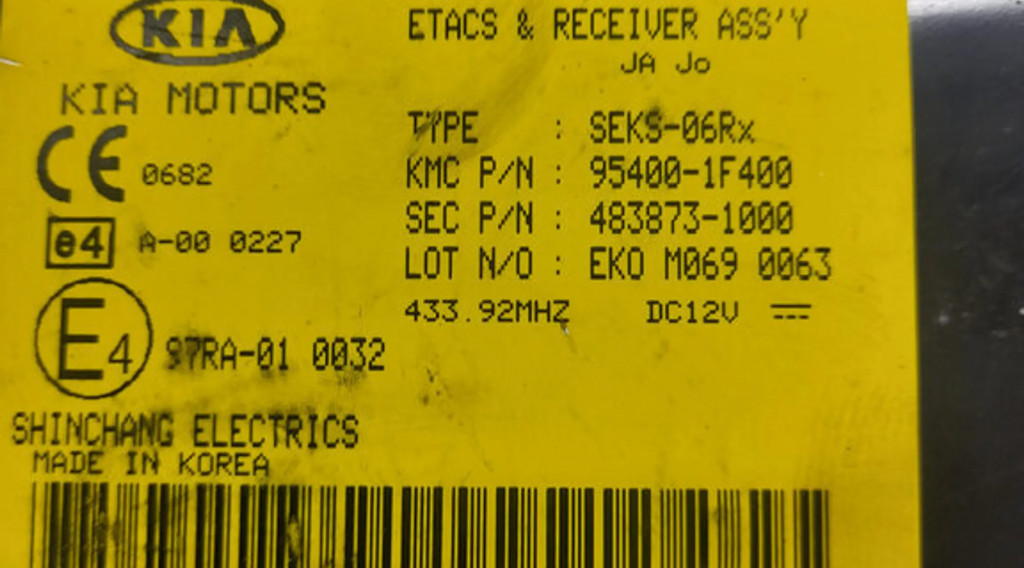 KIA
KIA MOTORS
CE 0682
e4 A-00 0227
E4 97RA-01 0032
SHINCHANG ELECTRICS
MADE IN KOREA
ETACS & RECEIVER ASS'Y
JA Jo
TYPE : SEKS-06Rx
KMC P/N : 95400-1F400
SEC P/N : 483873-1000
LOT N/O : EKO M069 0063
433.92MHZ DC12V